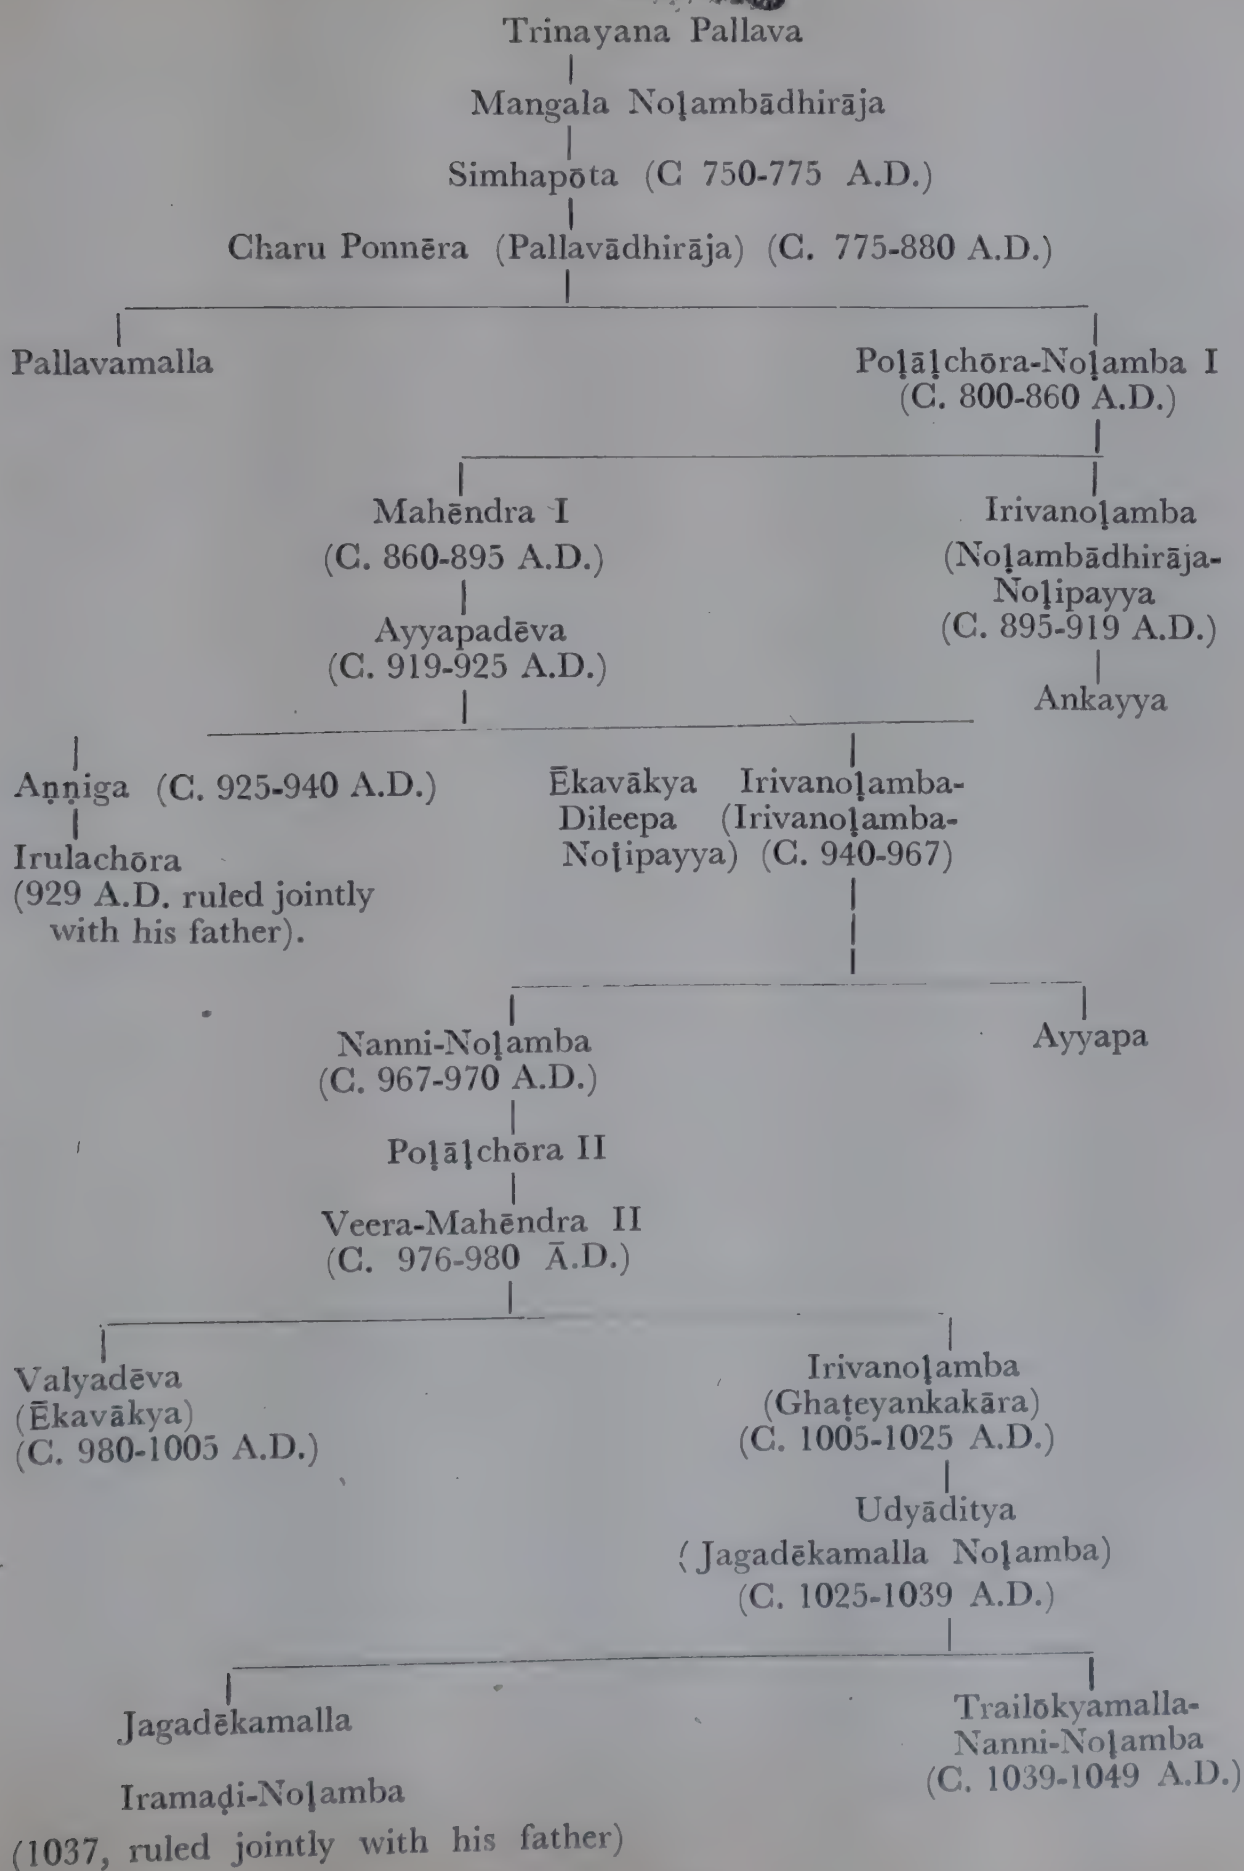 Trinayana Pallava
Mangala Noḷambādhirāja
Simhapōta (C 750-775 A.D.)
Charu Ponnēra (Pallavādhirāja) (C. 775-880 A.D.)
Pallavamalla
Poḷāḷchōra-Noḷamba I
(C. 800-860 A.D.)
Mahēndra I
(C. 860-895 A.D.)
Irivanoḷamba
(Noḷambādhirāja-
Noḷipayya
(C. 895-919 A.D.)
Ayyapadēva
(C. 919-925 A.D.)
Ankayya
Aṇṇiga (C. 925-940 A.D.)
Irulachōra
(929 A.D. ruled jointly
with his father).
Ēkavākya Irivanoḷamba-
Dileepa (Irivanoḷamba-
Noḷipayya) (C. 940-967)
Nanni-Noḷamba
(C. 967-970 A.D.)
Ayyapa
Poḷāḷchōra II
Veera-Mahēndra II
(C. 976-980 A.D.)
Valyadēva
(Ēkavākya)
(C. 980-1005 A.D.)
Irivanoḷamba
(Ghaṭeyankakāra)
(C. 1005-1025 A.D.)
Udyāditya
(Jagadēkamalla Noḷamba)
(C. 1025-1039 A.D.)
Jagadēkamalla
Iramaḍi-Noḷamba
(1037, ruled jointly with his father)
Trailōkyamalla-
Nanni-Noḷamba
(C. 1039-1049 A.D.)